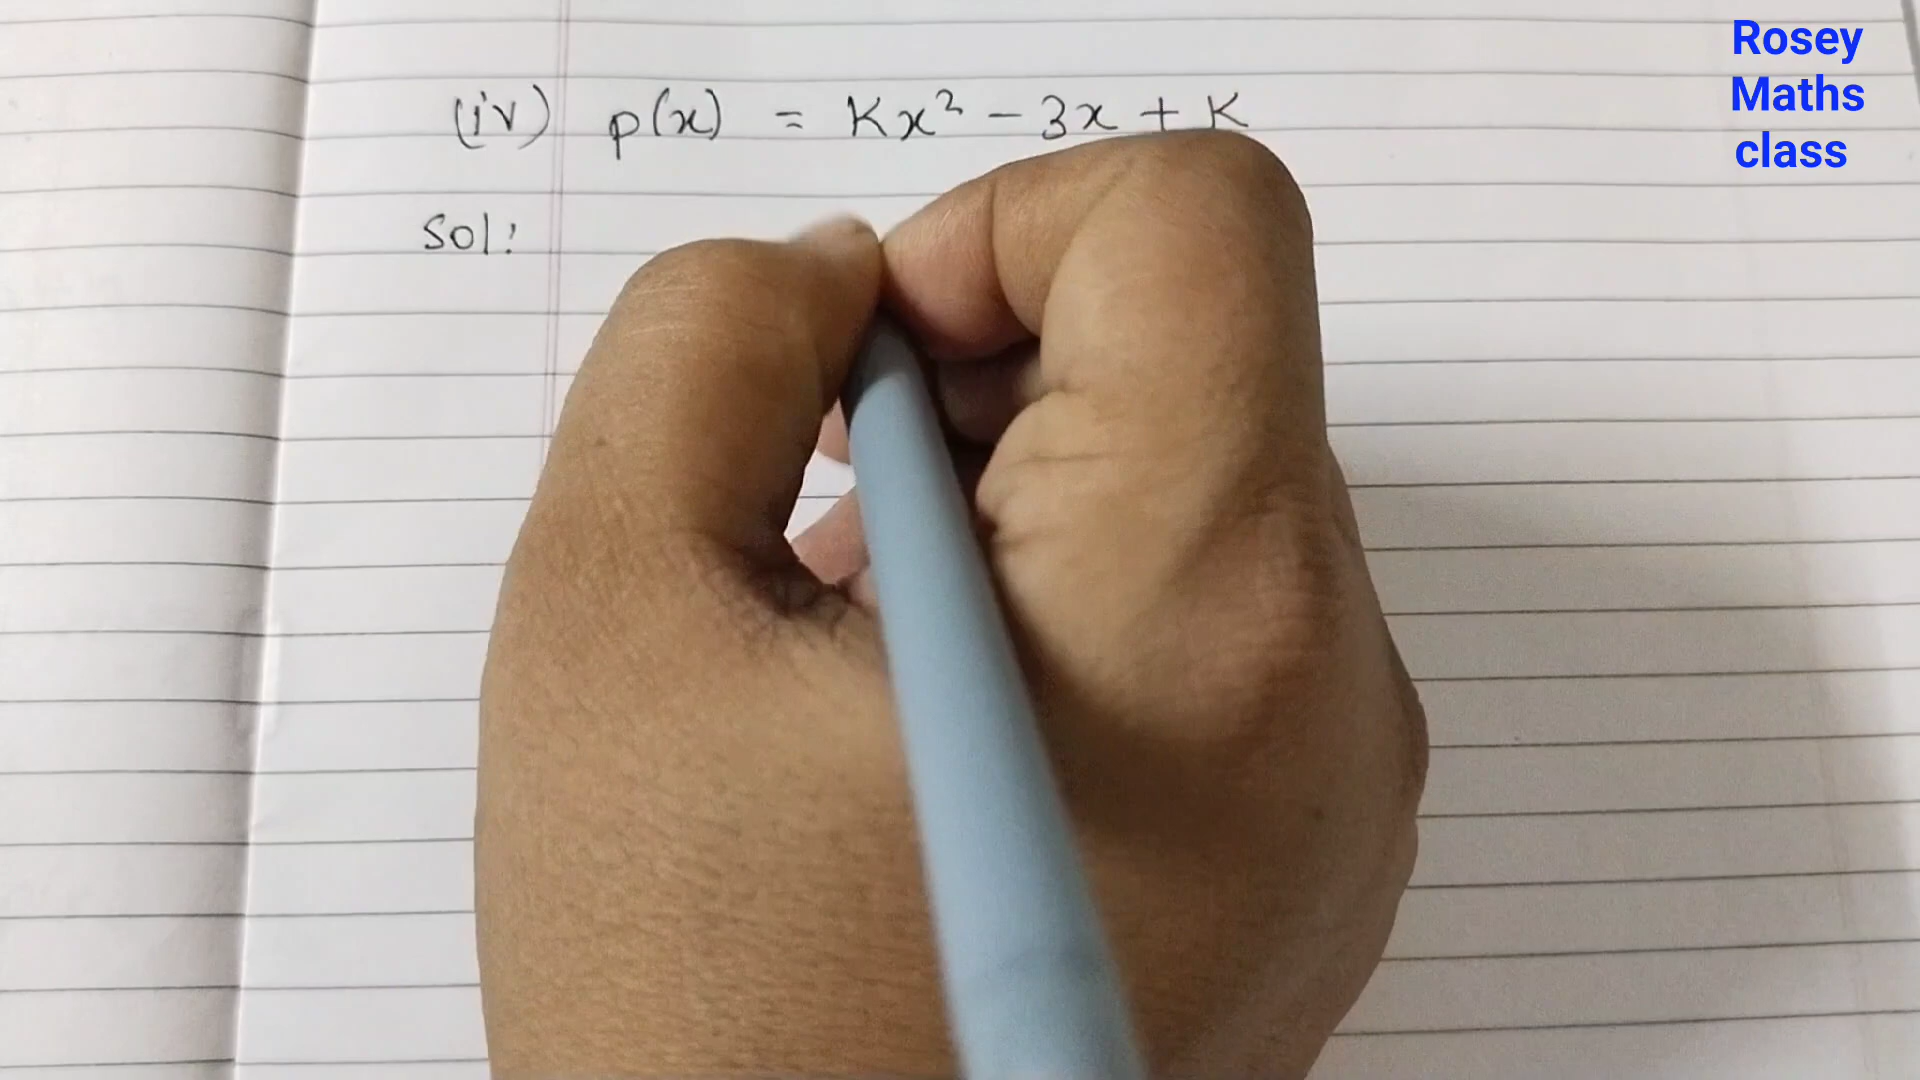 Rosey
Maths
class
(iv) p(x) = Kx² - 3x + K
Sol: